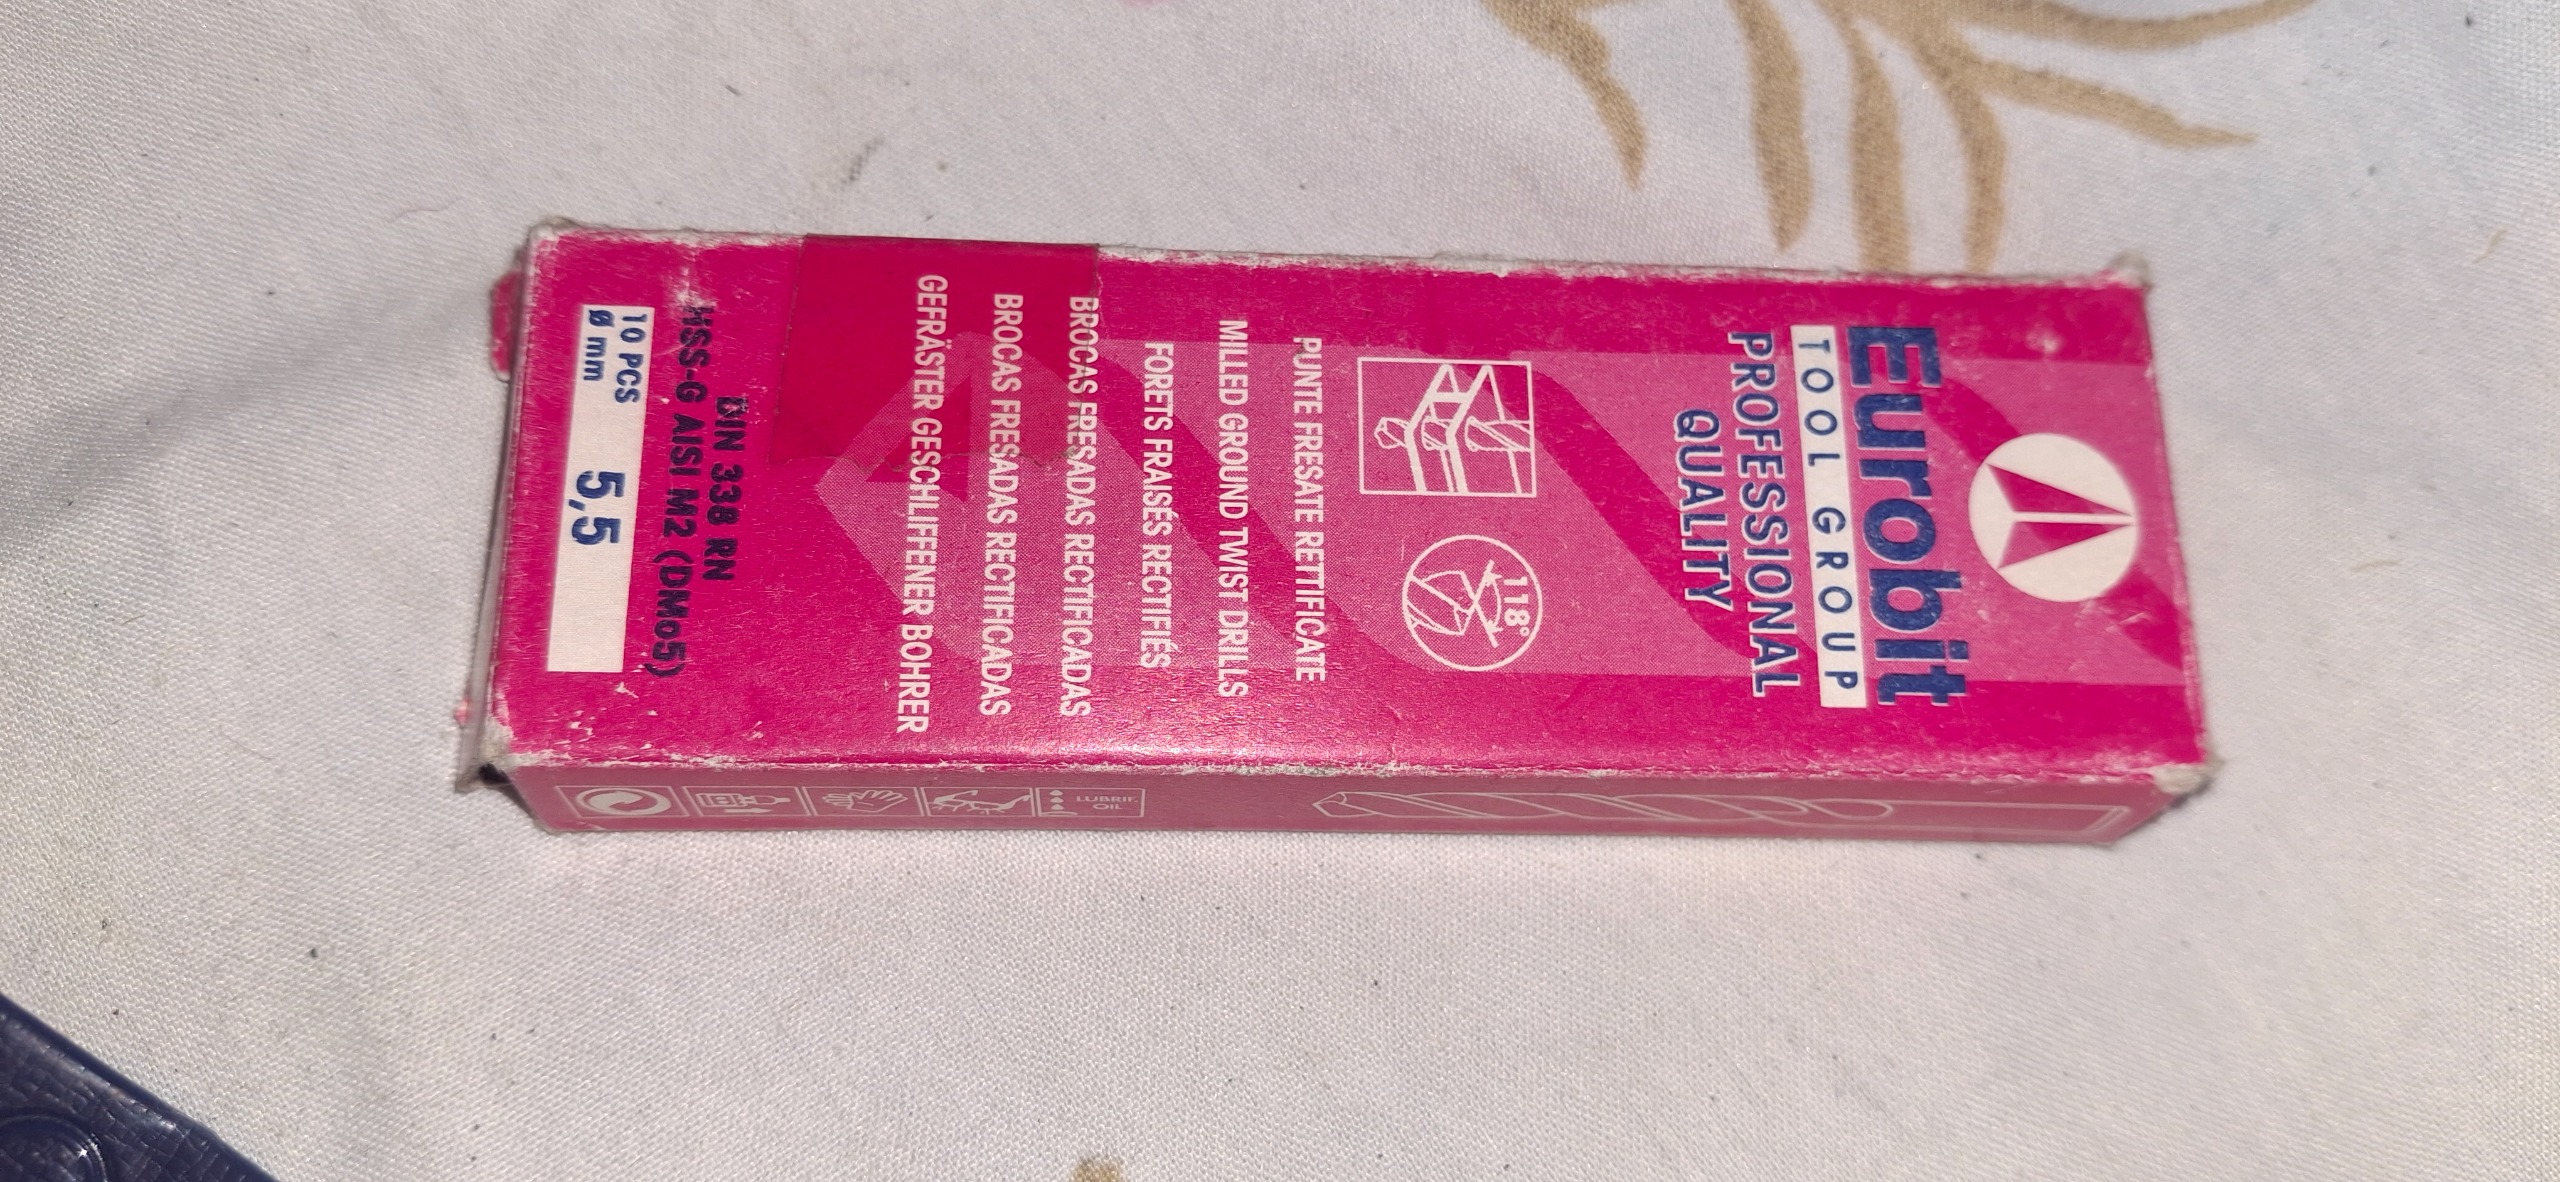 Eurobit
TOOL GROUP
PROFESSIONAL
QUALITY
118°
PUNTE FRESATE RETIFICATE
MILLED GROUND TWIST DRILLS
FORETS FRAISÉS RECTIFIÉS
BROCAS FRESADAS RECTIFICADAS
BROCAS FRESADAS RECTIFICADAS
GEFRÄSTER GESCHLIFFENER BOHRER
DIN 338 RN
HSS-G AISI M2 (DMo5)
10 PCS
Ø mm 5,5
LUBRIF.
OIL